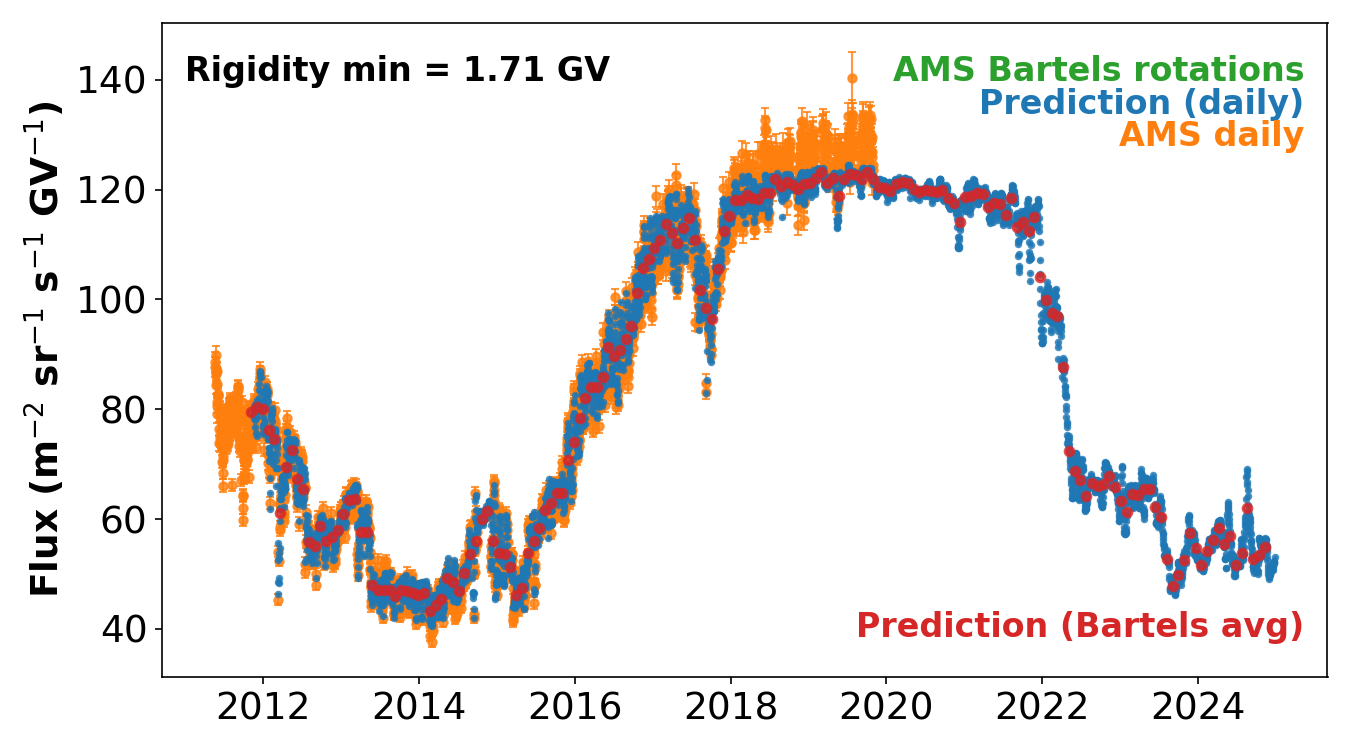 Rigidity min = 1.71 GV
AMS Bartels rotations
Prediction (daily)
AMS daily
Prediction (Bartels avg)
Flux (m⁻² sr⁻¹ s⁻¹ GV⁻¹)
140
120
100
80
60
40
2012 2014 2016 2018 2020 2022 2024